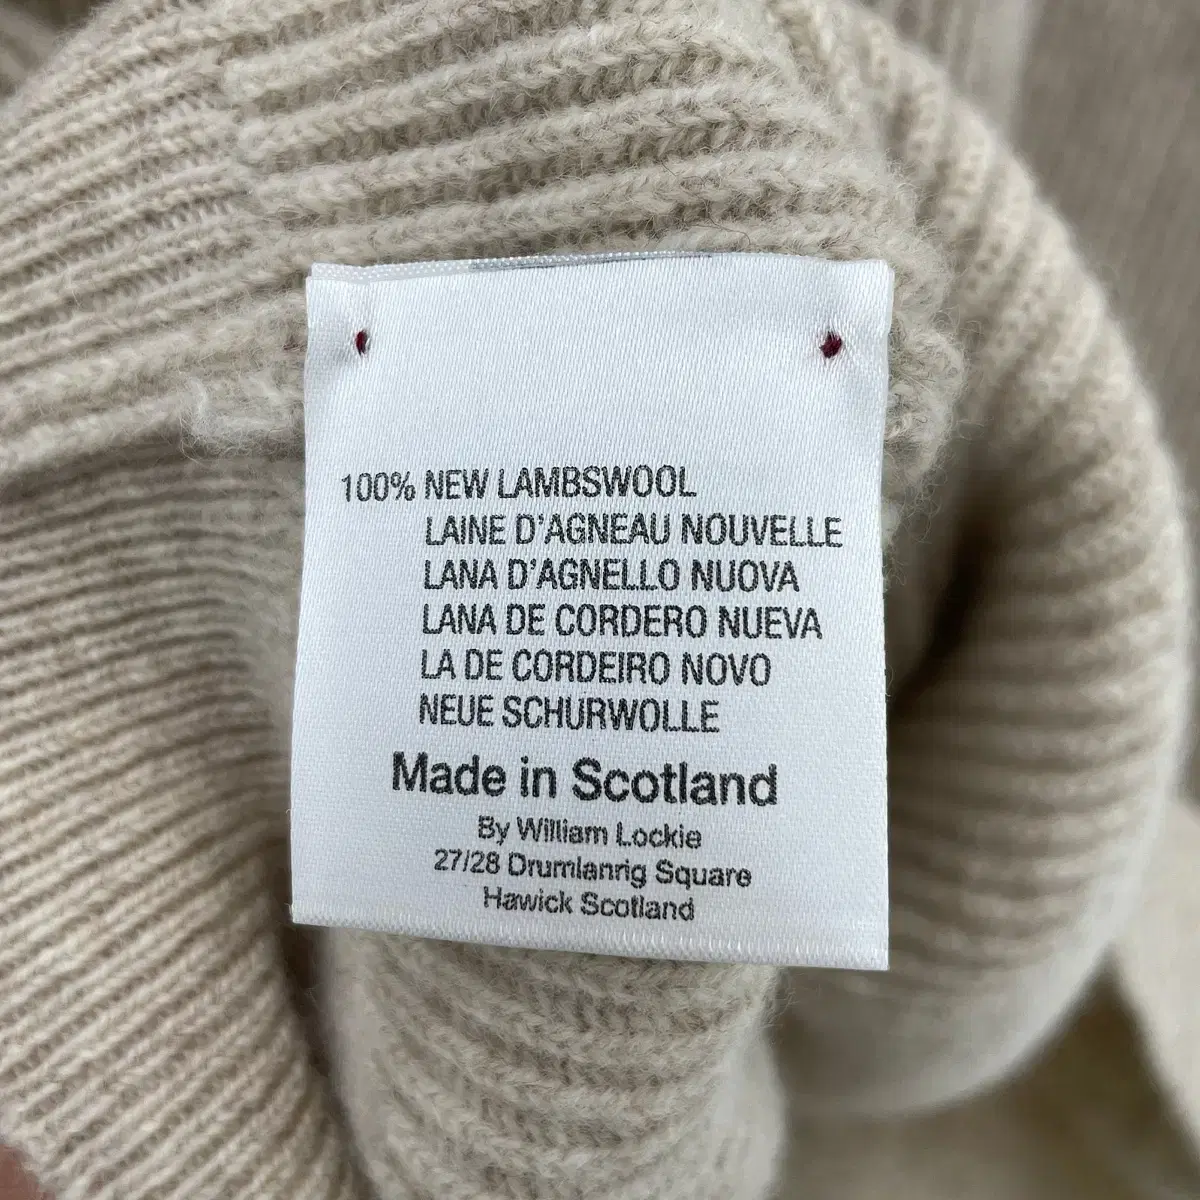 100% NEW LAMBSWOOL
LAINE D'AGNEAU NOUVELLE
LANA D'AGNELLO NUOVA
LANA DE CORDERO NUEVA
LA DE CORDEIRO NOVO
NEUE SCHURWOLLE
Made in Scotland
By William Lockie
27/28 Drumlanrig Square
Hawick Scotland